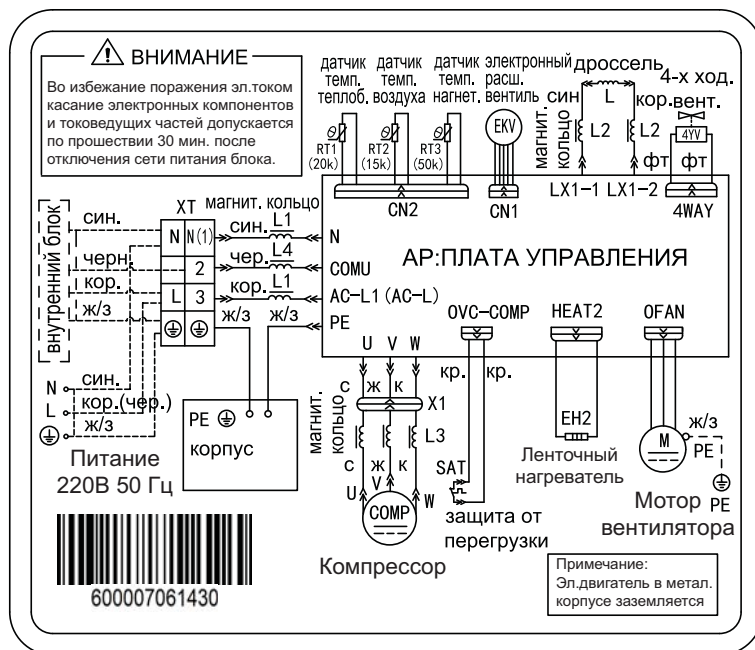 ВНИМАНИЕ
Во избежание поражения эл.током
касание электронных компонентов
и токоведущих частей допускается
по прошествии 30 мин. после
отключения сети питания блока.
датчик темп. теплоб.
RT1
(20k)
датчик темп. воздуха
RT2
(15k)
датчик темп. нагнет.
RT3
(50k)
электронный расш. вентиль
EKV
магнит. кольцо
син
дроссель
L
кор.
L2
L2
4-х ход. вент.
4YV
фт
фт
CN2
CN1
LX1-1
LX1-2
4WAY
внутренний блок
син.
черн.
кор.
ж/з
XT
N
N(1)
2
L
3
магнит. кольцо
син.
L1
N
чер.
L4
COMU
кор.
L1
AC-L1 (AC-L)
ж/з
ж/з
PE
АР:ПЛАТА УПРАВЛЕНИЯ
U
V
W
OVC-COMP
HEAT2
OFAN
N
син.
L
кор.(чер.)
ж/з
Питание
220В 50 Гц
PE
корпус
магнит. кольцо
с
ж
к
X1
L3
с
ж
к
U
V
W
COMP
Компрессор
кр.
кр.
SAT
защита от
перегрузки
EH2
Ленточный
нагреватель
M
ж/з
PE
PE
Мотор
вентилятора
600007061430
Примечание:
Эл.двигатель в метал.
корпусе заземляется